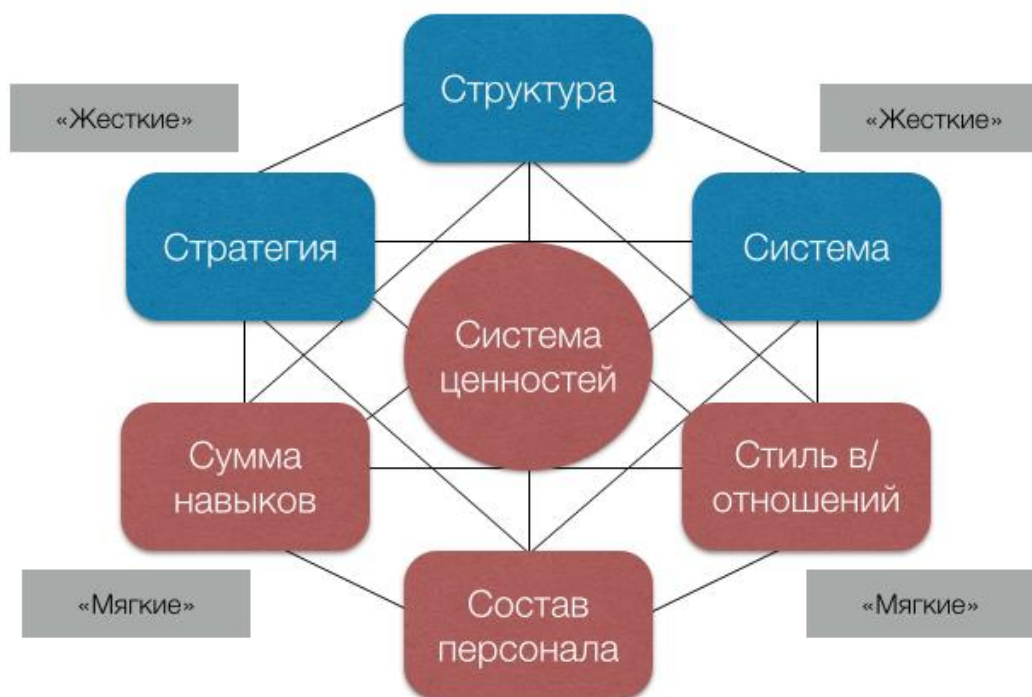 Структура
«Жесткие»
«Жесткие»
Стратегия
Система
Система
ценностей
Сумма
навыков
Стиль в/
отношений
«Мягкие»
«Мягкие»
Состав
персонала